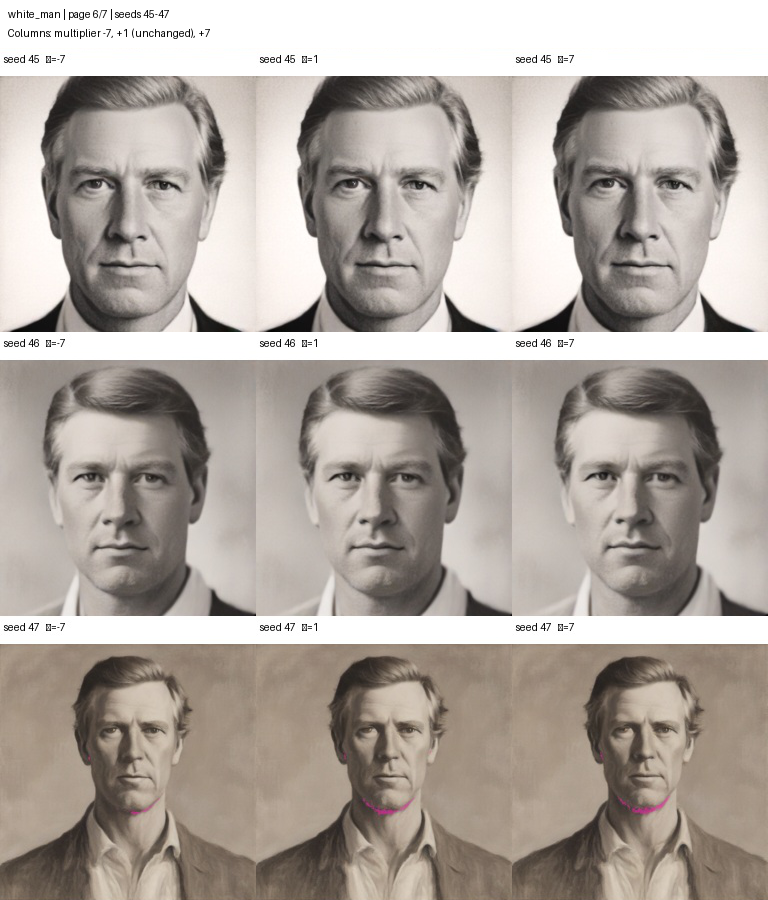 white_man | page 6/7 | seeds 45-47
Columns: multiplier -7, +1 (unchanged), +7
seed 45 ▯=-7
seed 45 ▯=1
seed 45 ▯=7
seed 46 ▯=-7
seed 46 ▯=1
seed 46 ▯=7
seed 47 ▯=-7
seed 47 ▯=1
seed 47 ▯=7